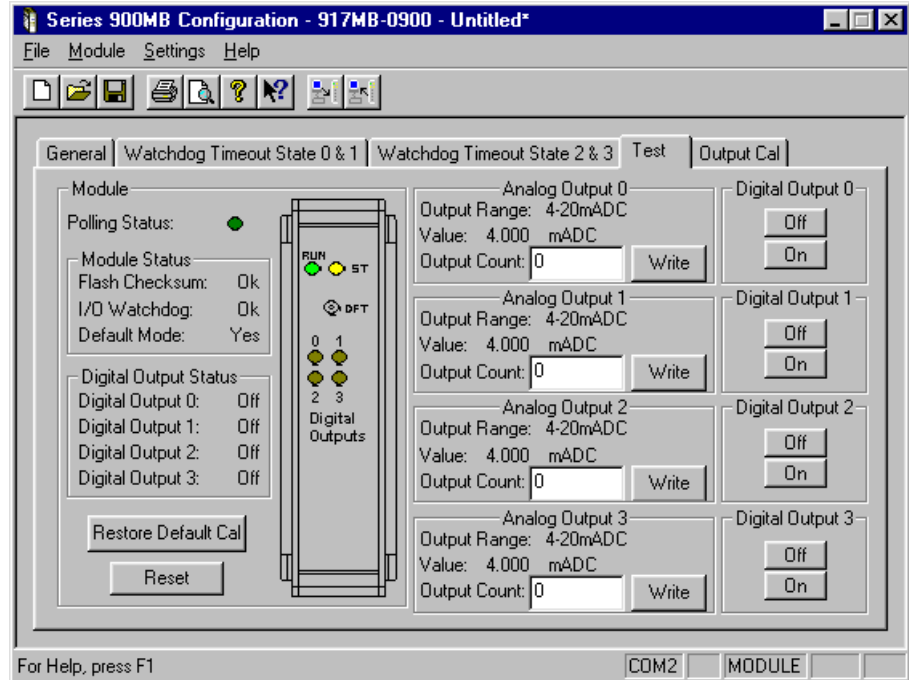 Series 900MB Configuration - 917MB-0900 - Untitled*
File Module Settings Help
General Watchdog Timeout State 0 & 1 Watchdog Timeout State 2 & 3 Test Output Cal
Module
Polling Status:
Module Status
Flash Checksum: Ok
I/O Watchdog: Ok
Default Mode: Yes
Digital Output Status
Digital Output 0: Off
Digital Output 1: Off
Digital Output 2: Off
Digital Output 3: Off
Restore Default Cal
Reset
RUN ST
DFT
0 1
2 3
Digital
Outputs
Analog Output 0
Output Range: 4-20mADC
Value: 4.000 mADC
Output Count: 0 Write
Digital Output 0
Off
On
Analog Output 1
Output Range: 4-20mADC
Value: 4.000 mADC
Output Count: 0 Write
Digital Output 1
Off
On
Analog Output 2
Output Range: 4-20mADC
Value: 4.000 mADC
Output Count: 0 Write
Digital Output 2
Off
On
Analog Output 3
Output Range: 4-20mADC
Value: 4.000 mADC
Output Count: 0 Write
Digital Output 3
Off
On
For Help, press F1 COM2 MODULE